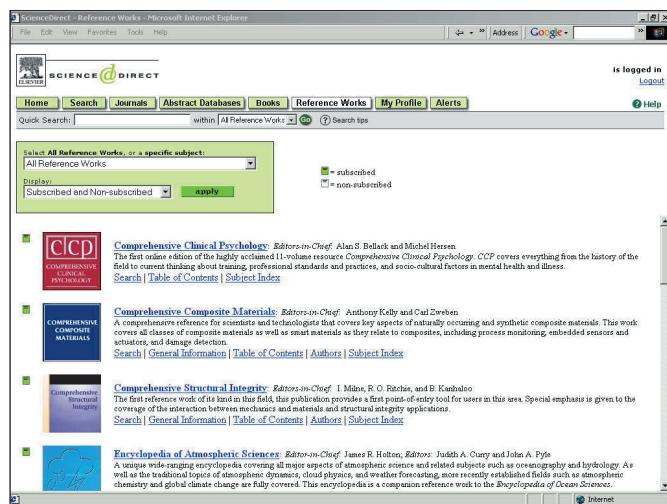 ScienceDirect - Reference Works - Microsoft Internet Explorer
File Edit View Favorites Tools Help
» Address Google - »
ELSEVIER SCIENCE @ DIRECT
is logged in
Logout
Home Search Journals Abstract Databases Books Reference Works My Profile Alerts
? Help
Quick Search: within All Reference Works Go ? Search tips
Select All Reference Works, or a specific subject:
All Reference Works
Display:
Subscribed and Non-subscribed apply
= subscribed
= non-subscribed
CCP
COMPREHENSIVE
CLINICAL
PSYCHOLOGY
Comprehensive Clinical Psychology: Editors-in-Chief: Alan S. Bellack and Michel Hersen
The first online edition of the highly acclaimed 11-volume resource Comprehensive Clinical Psychology. CCP covers everything from the history of the
field to current thinking about training, professional standards and practices, and socio-cultural factors in mental health and illness.
Search | Table of Contents | Subject Index
COMPREHENSIVE
COMPOSITE
MATERIALS
Comprehensive Composite Materials: Editors-in-Chief: Anthony Kelly and Carl Zweben
A comprehensive reference for scientists and technologists that covers key aspects of naturally occurring and synthetic composite materials. This work
covers all classes of composite materials as well as smart materials as they relate to composites, including process monitoring, embedded sensors and
actuators, and damage detection.
Search | General Information | Table of Contents | Authors | Subject Index
Comprehensive
Structural
Integrity
Comprehensive Structural Integrity: Editors-in-Chief: I. Milne, R. O. Ritchie, and B. Karihaloo
The first reference work of its kind in this field, this publication provides a first point-of-entry tool for users in this area. Special emphasis is given to the
coverage of the interaction between mechanics and materials and structural integrity applications.
Search | General Information | Table of Contents | Authors | Subject Index
Encyclopedia of Atmospheric Sciences: Editor-in-Chief: James R. Holton; Editors: Judith A. Curry and John A. Pyle
A unique wide-ranging encyclopedia covering all major aspects of atmospheric science and related subjects such as oceanography and hydrology. As
well as the traditional topics of atmospheric dynamics, cloud physics, and weather forecasting, more recently established fields such as atmospheric
chemistry and global climate change are fully covered. This encyclopedia is a companion reference work to the Encyclopedia of Ocean Sciences.
Internet